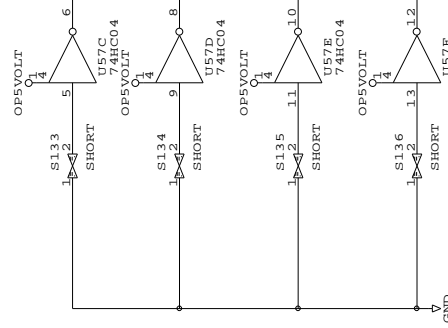 6
OP5VOLT
14
U57C
74HC04
5
S133
1 2
SHORT
8
OP5VOLT
14
U57D
74HC04
9
S134
1 2
SHORT
10
OP5VOLT
14
U57E
74HC04
11
S135
1 2
SHORT
12
OP5VOLT
14
U57F
13
S136
1 2
SHORT
GND